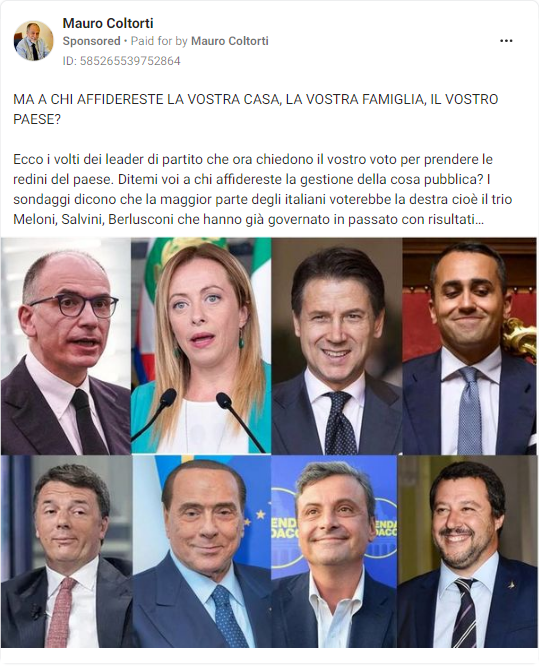 Mauro Coltorti
Sponsored • Paid for by Mauro Coltorti
ID: 585265539752864
MA A CHI AFFIDERESTE LA VOSTRA CASA, LA VOSTRA FAMIGLIA, IL VOSTRO
PAESE?
Ecco i volti dei leader di partito che ora chiedono il vostro voto per prendere le
redini del paese. Ditemi voi a chi affidereste la gestione della cosa pubblica? I
sondaggi dicono che la maggior parte degli italiani voterebbe la destra cioè il trio
Meloni, Salvini, Berlusconi che hanno già governato in passato con risultati...